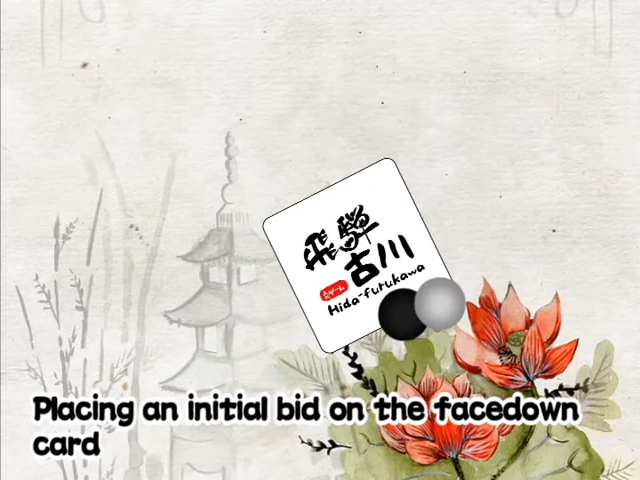 飛騨
古川
Hida-furukawa
Placing an initial bid on the facedown
card